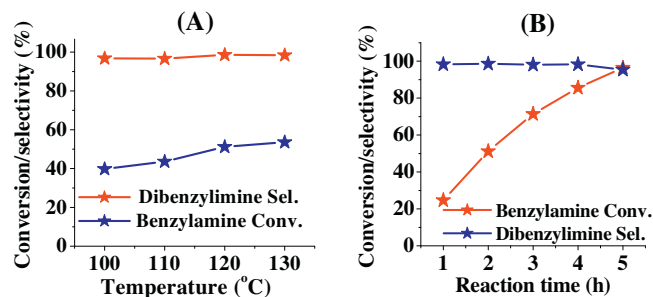 (A)
Conversion/selectivity (%)
100
80
60
40
20
0
Dibenzylimine Sel.
Benzylamine Conv.
100 110 120 130
Temperature (°C)
(B)
Conversion/selectivity (%)
100
80
60
40
20
0
Benzylamine Conv.
Dibenzylimine Sel.
1 2 3 4 5
Reaction time (h)